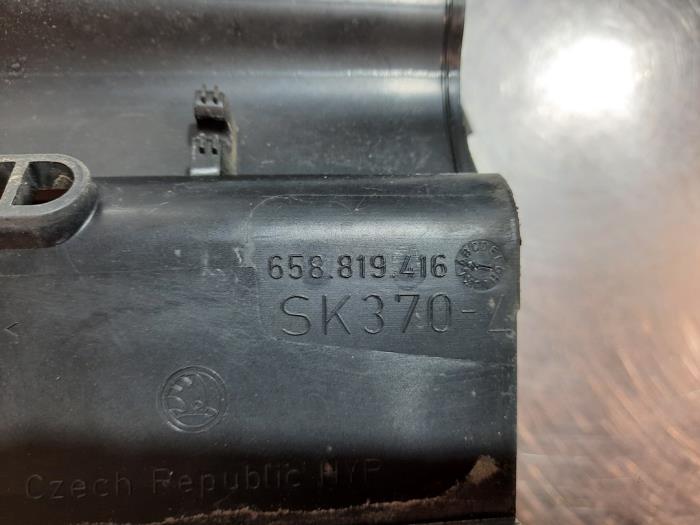 658.819.416
SK370-
Czech Republic HYP